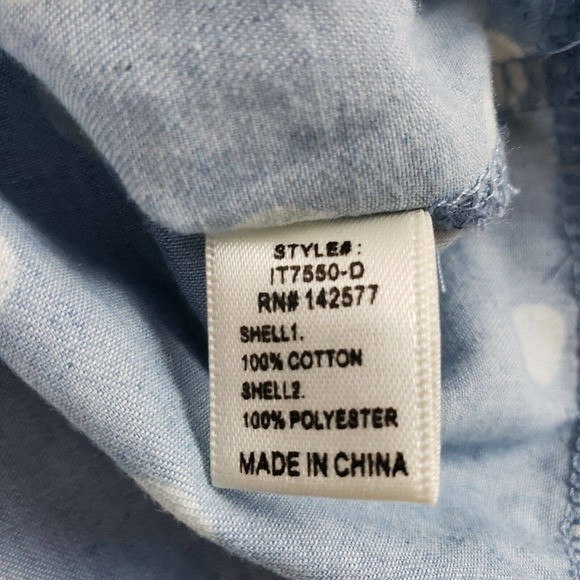 STYLE#:
IT7550-D
RN# 142577
SHELL1.
100% COTTON
SHELL2.
100% POLYESTER
MADE IN CHINA